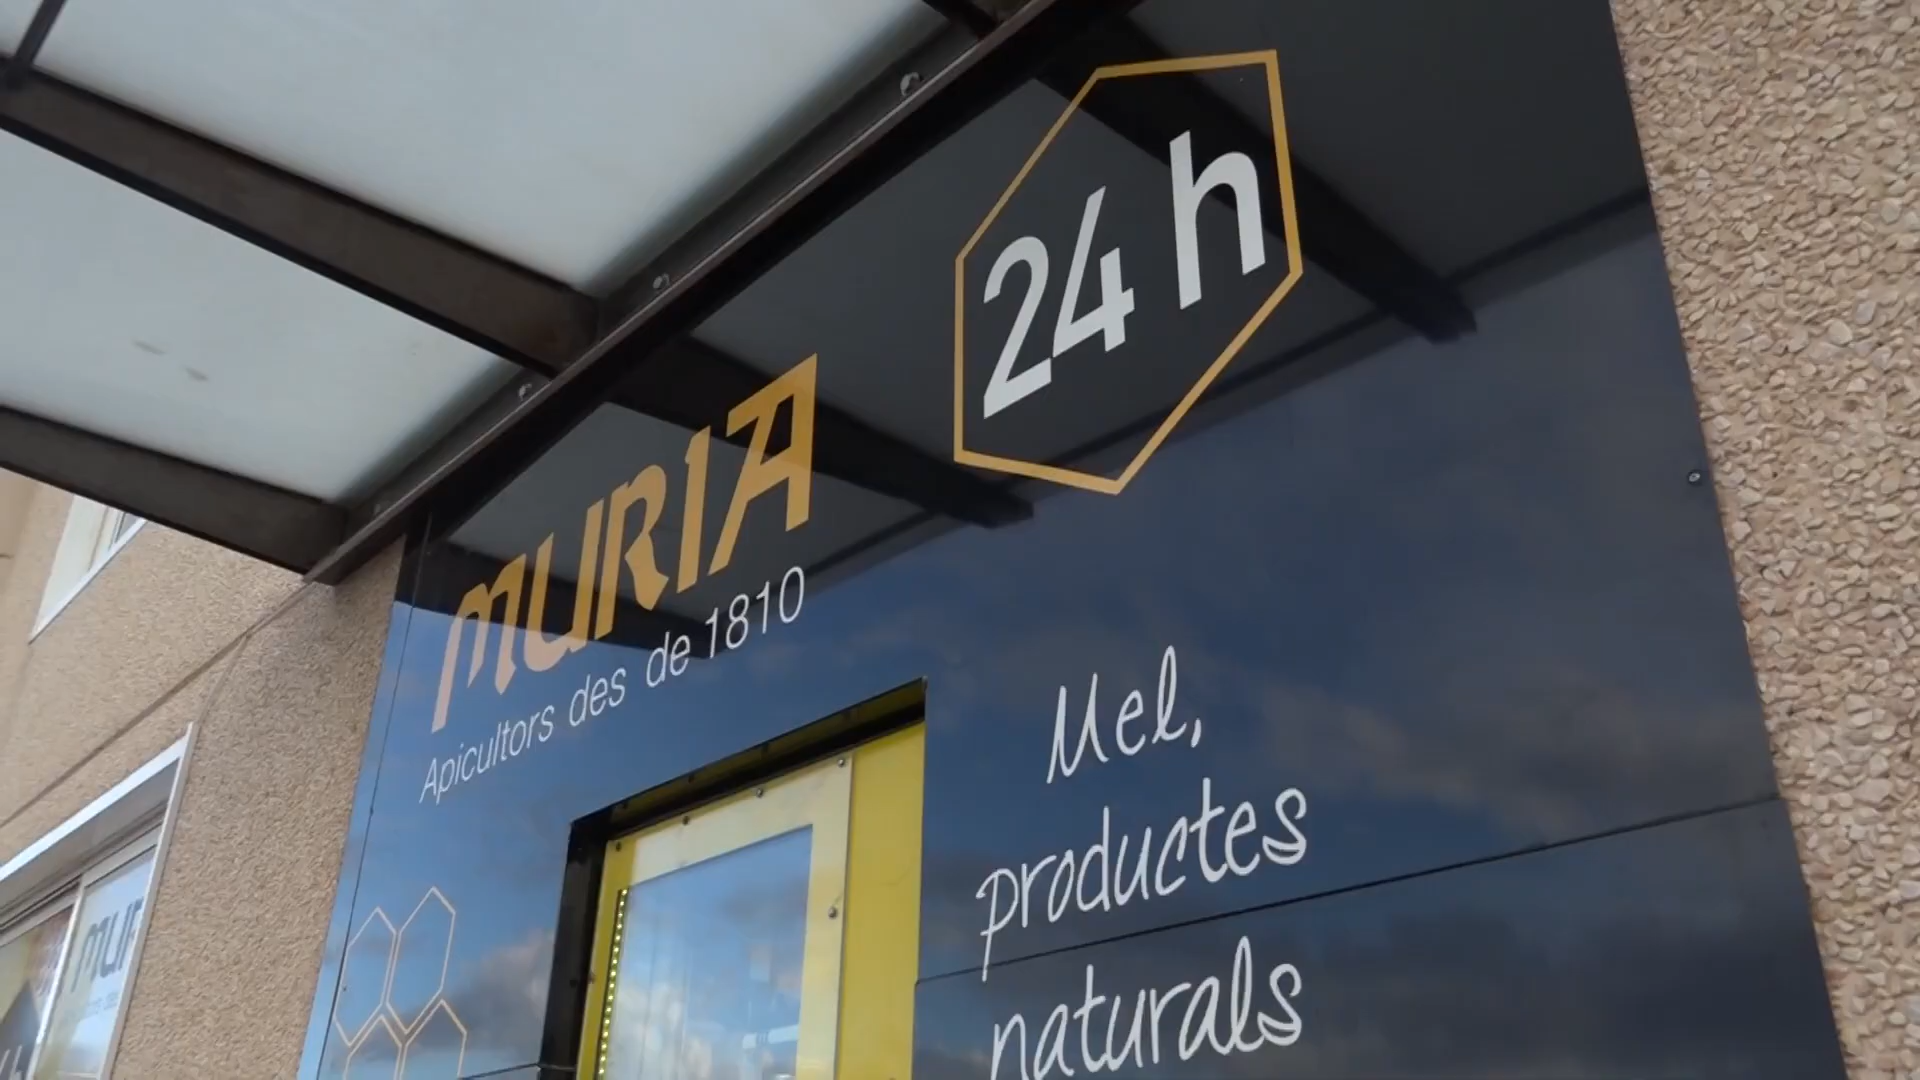 24 h
MURIA
Apicultors des de 1810
Mel,
productes
naturals